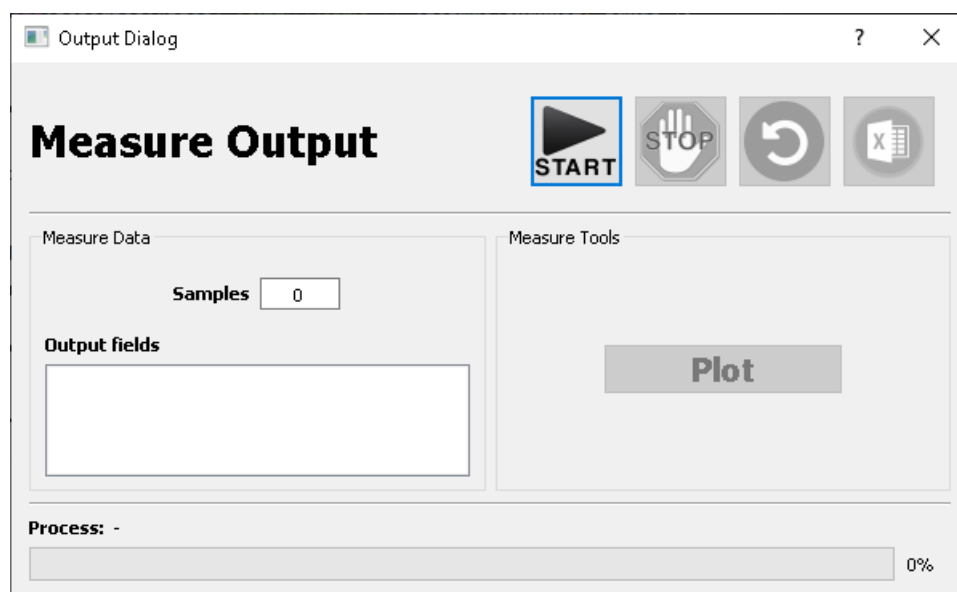 Output Dialog
?
Measure Output
START
STOP
X
Measure Data
Measure Tools
Samples 0
Output fields
Plot
Process: -
0%